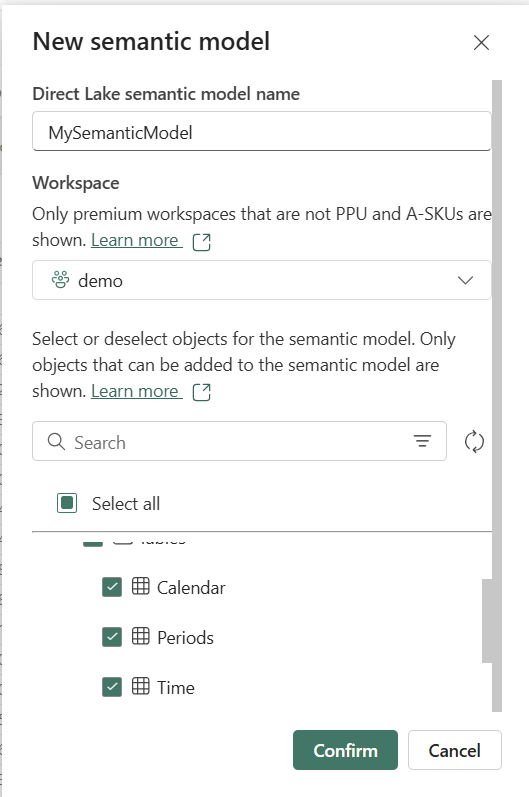 New semantic model
Direct Lake semantic model name
MySemanticModel
Workspace
Only premium workspaces that are not PPU and A-SKUs are
shown. Learn more
demo
Select or deselect objects for the semantic model. Only
objects that can be added to the semantic model are
shown. Learn more
Search
Select all
Tables
Calendar
Periods
Time
Confirm
Cancel